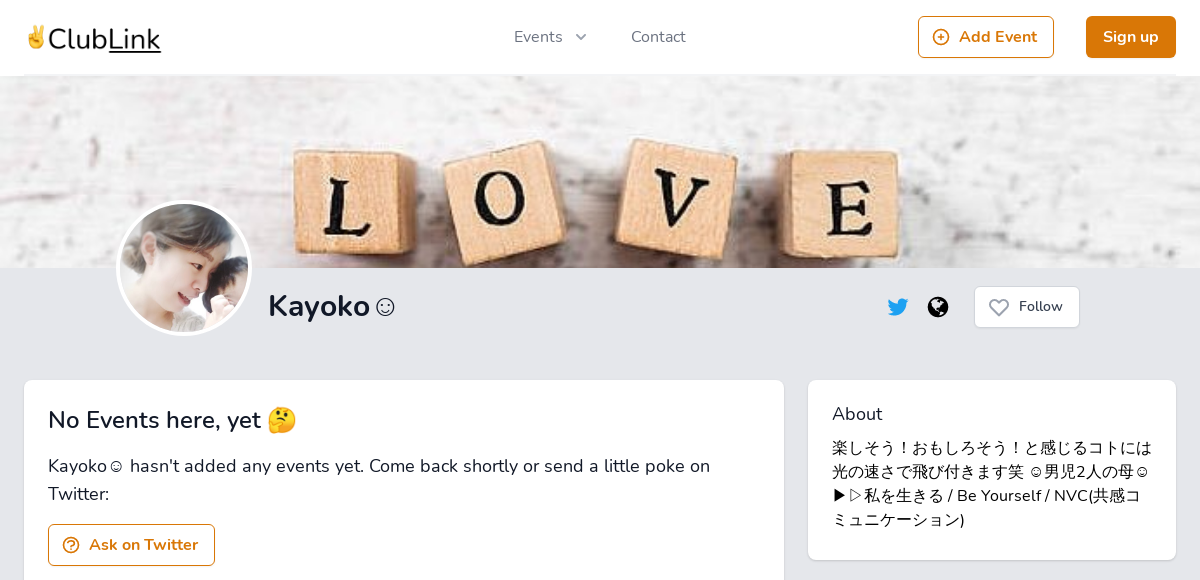 ✌ClubLink
Events
Contact
Add Event
Sign up
L O V E
Kayoko☺
Follow
No Events here, yet 🤔
Kayoko☺ hasn't added any events yet. Come back shortly or send a little poke on
Twitter:
Ask on Twitter
About
楽しそう！おもしろそう！と感じるコトには
光の速さで飛び付きます笑 ☺男児2人の母☺
▶▷私を生きる / Be Yourself / NVC(共感コ
ミュニケーション)